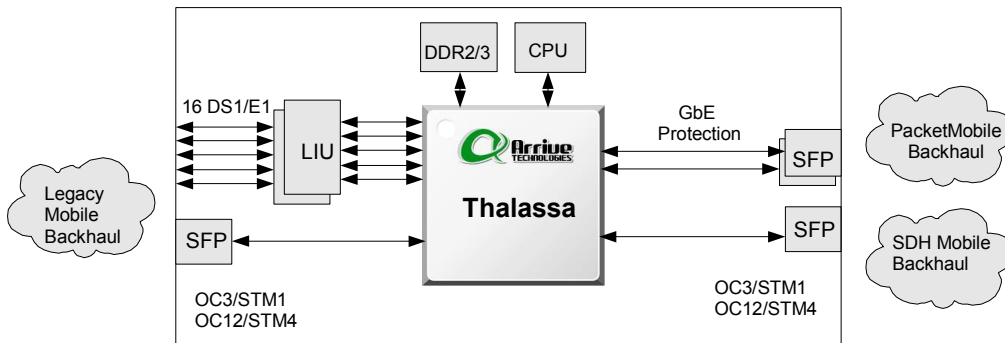 DDR2/3
CPU
16 DS1/E1
LIU
Arrive
TECHNOLOGIES
Thalassa
GbE
Protection
SFP
PacketMobile
Backhaul
Legacy
Mobile
Backhaul
SFP
SFP
SDH Mobile
Backhaul
OC3/STM1
OC12/STM4
OC3/STM1
OC12/STM4